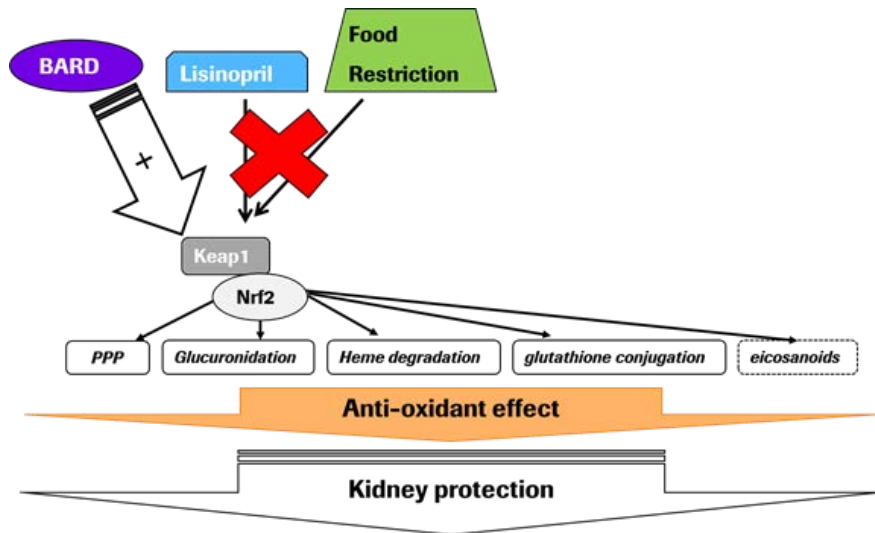 BARD
Lisinopril
Food
Restriction
+
Keap1
Nrf2
PPP
Glucuronidation
Heme degradation
glutathione conjugation
eicosanoids
Anti-oxidant effect
Kidney protection